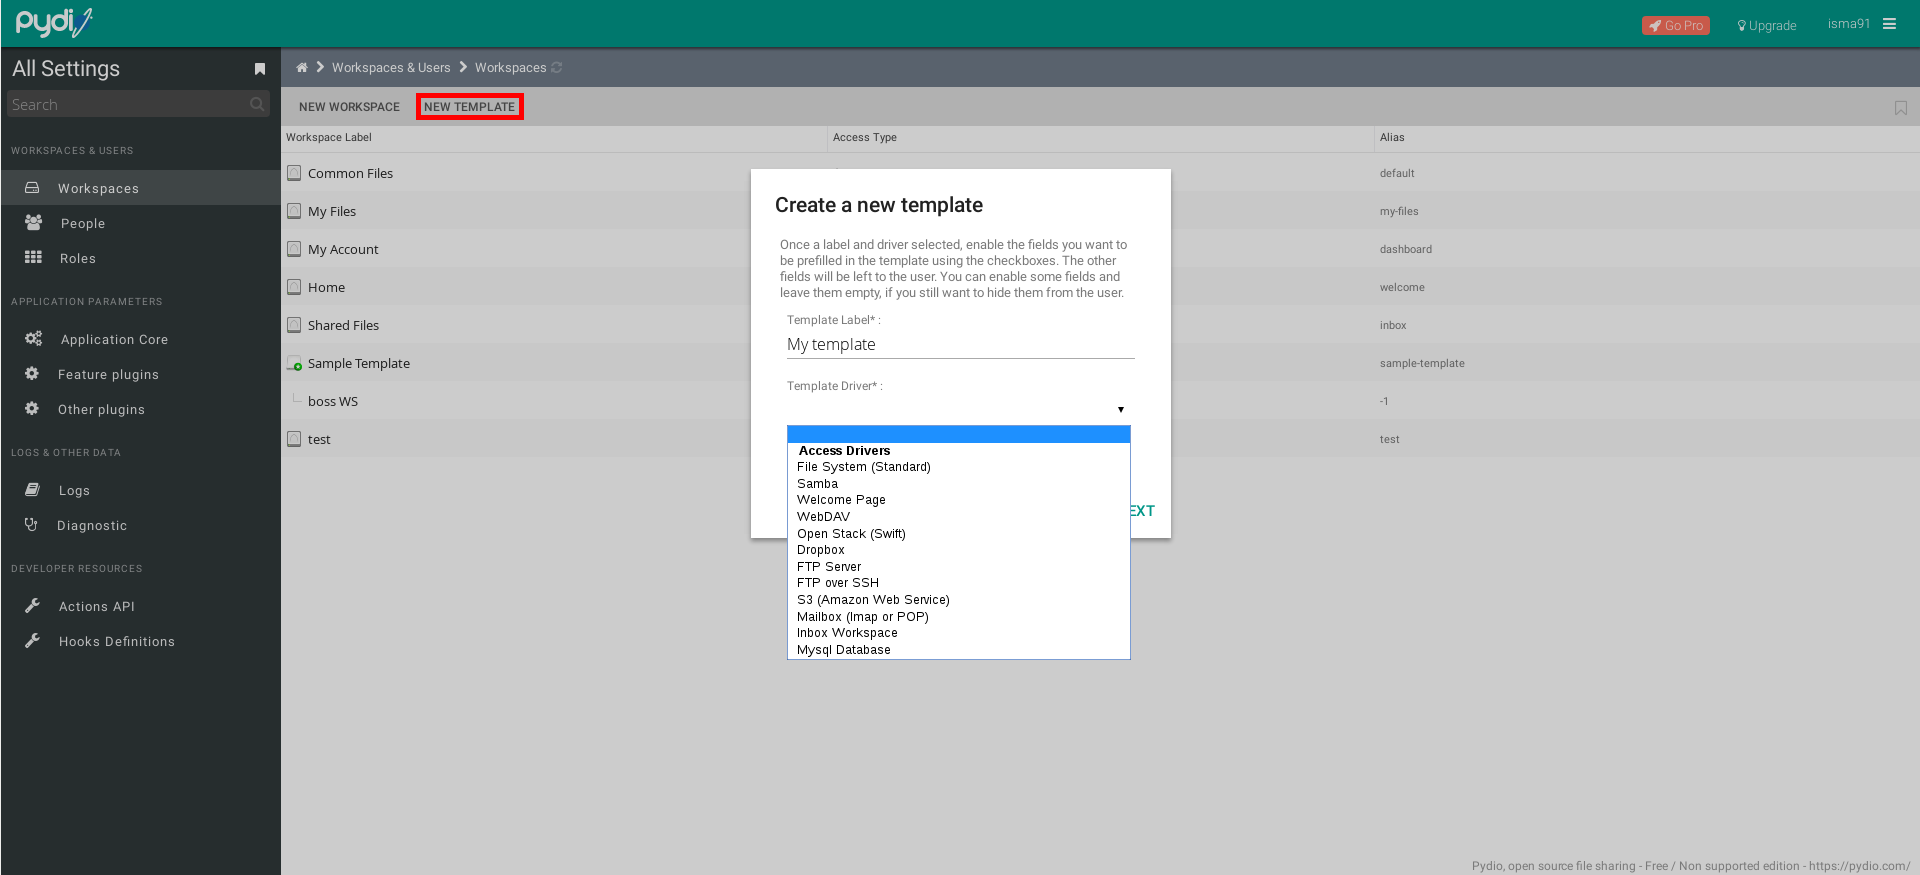 pydio
Go Pro
Upgrade
isma91
All Settings
Search
WORKSPACES & USERS
Workspaces
People
Roles
APPLICATION PARAMETERS
Application Core
Feature plugins
Other plugins
LOGS & OTHER DATA
Logs
Diagnostic
DEVELOPER RESOURCES
Actions API
Hooks Definitions
Workspaces & Users Workspaces
NEW WORKSPACE NEW TEMPLATE
Workspace Label Access Type Alias
Common Files default
My Files my-files
My Account dashboard
Home welcome
Shared Files inbox
Sample Template sample-template
boss WS -1
test test
Create a new template
Once a label and driver selected, enable the fields you want to
be prefilled in the template using the checkboxes. The other
fields will be left to the user. You can enable some fields and
leave them empty, if you still want to hide them from the user.
Template Label* :
My template
Template Driver* :
Access Drivers
File System (Standard)
Samba
Welcome Page
WebDAV
Open Stack (Swift)
Dropbox
FTP Server
FTP over SSH
S3 (Amazon Web Service)
Mailbox (Imap or POP)
Inbox Workspace
Mysql Database
EXT
Pydio, open source file sharing - Free / Non supported edition - https://pydio.com/